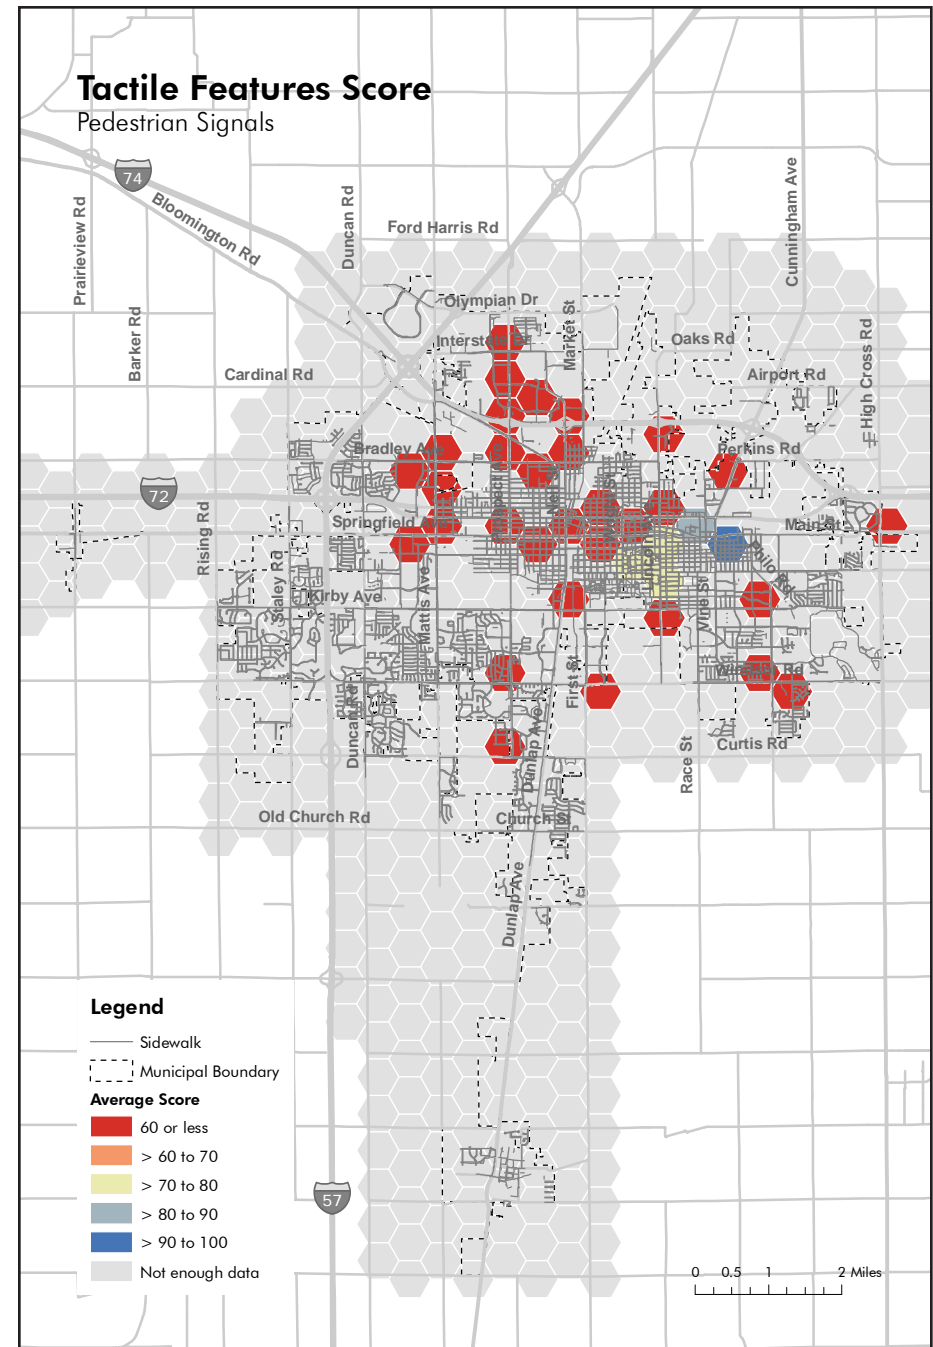 Tactile Features Score
Pedestrian Signals
74
Bloomington Rd
Prairieview Rd
Duncan Rd
Ford Harris Rd
Cunningham Ave
Barker Rd
Olympian Dr
Market St
Interstate Dr
Oaks Rd
High Cross Rd
Cardinal Rd
Airport Rd
Bradley Ave
Perkins Rd
72
Rising Rd
Springfield Ave
Main St
Staley Rd
Kirby Ave
Mattis Ave
Philo Rd
Vine St
First St
Windsor Rd
Duncan Rd
Dunlap Ave
Race St
Curtis Rd
Old Church Rd
Church St
Dunlap Ave
Legend
Sidewalk
Municipal Boundary
Average Score
60 or less
> 60 to 70
> 70 to 80
> 80 to 90
> 90 to 100
Not enough data
57
0 0.5 1 2 Miles